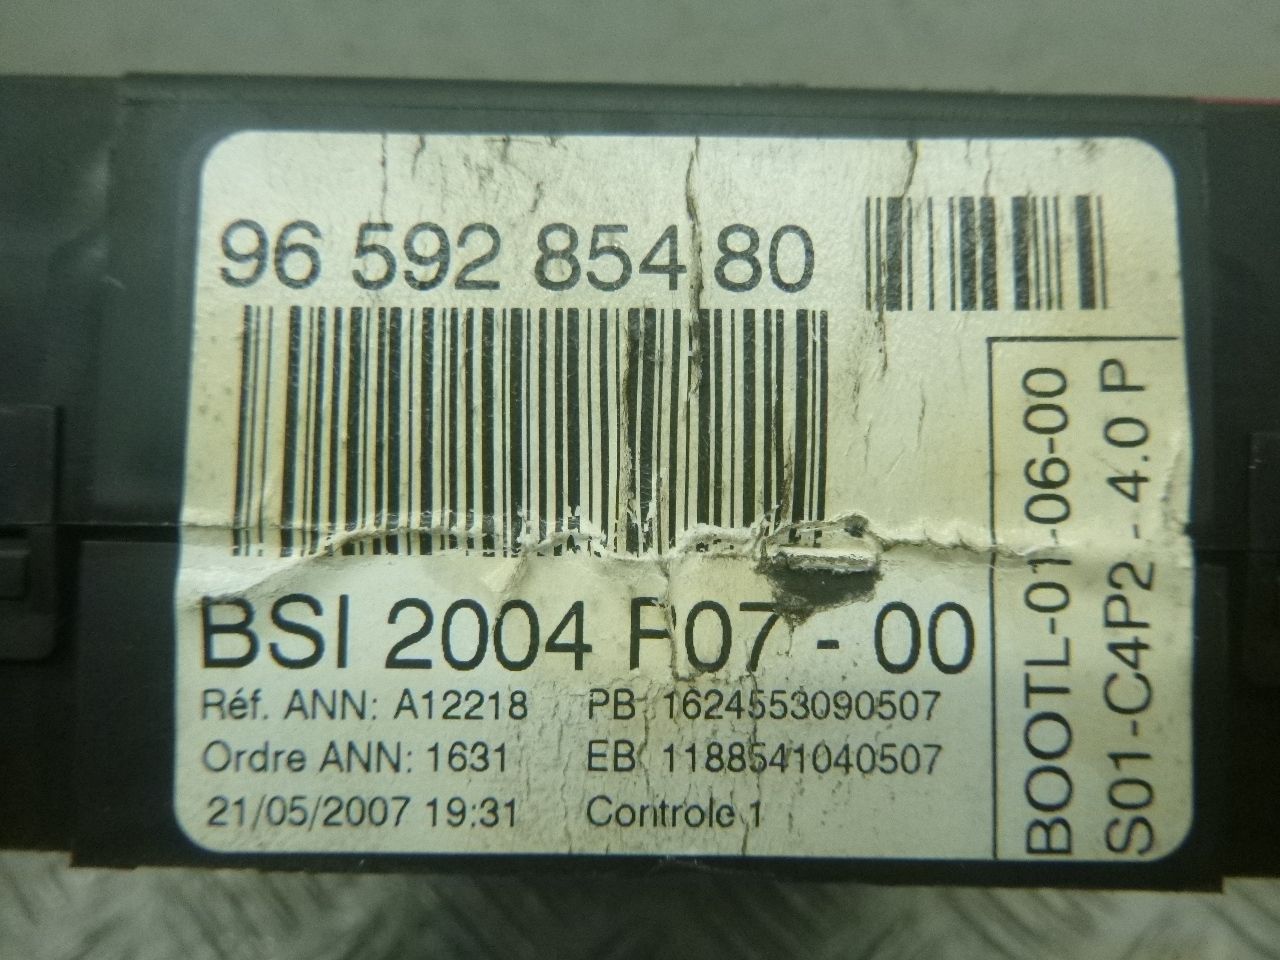 96 592 854 80
BSI 2004 P07 - 00
Réf. ANN: A12218 PB 1624553090507
Ordre ANN: 1631 EB 1188541040507
21/05/2007 19:31 Controle 1
BOOTL-01-06-00
S01-C4P2 - 4.0 P